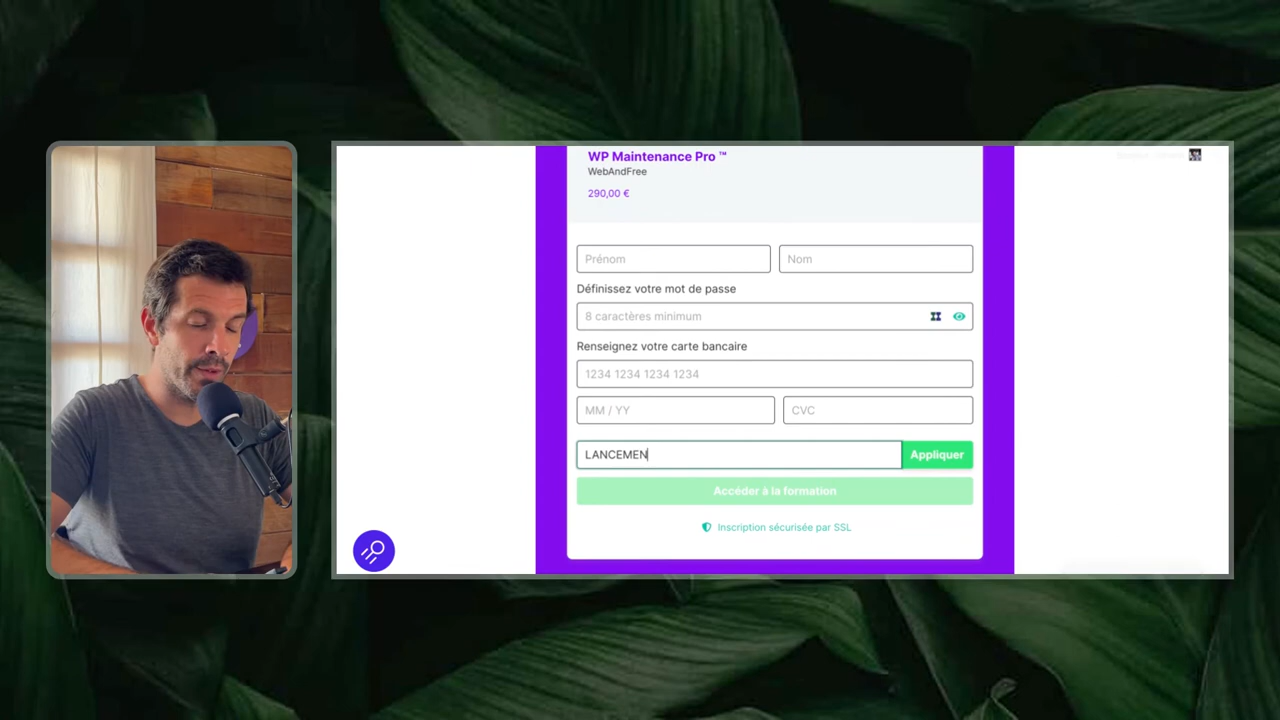 WP Maintenance Pro ™
WebAndFree
290,00 €
Prénom
Nom
Définissez votre mot de passe
8 caractères minimum
Renseignez votre carte bancaire
1234 1234 1234 1234
MM / YY
CVC
LANCEMEN
Appliquer
Accéder à la formation
Inscription sécurisée par SSL